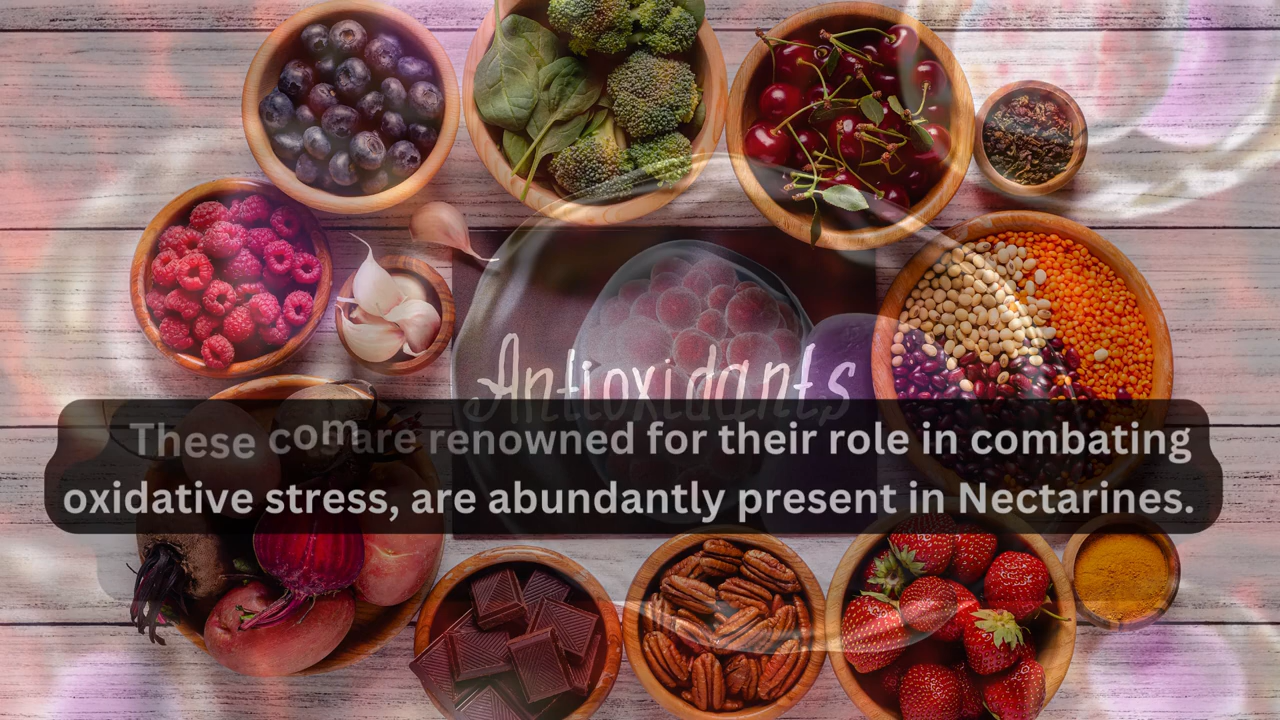 Antioxidants
These com are renowned for their role in combating
oxidative stress, are abundantly present in Nectarines.